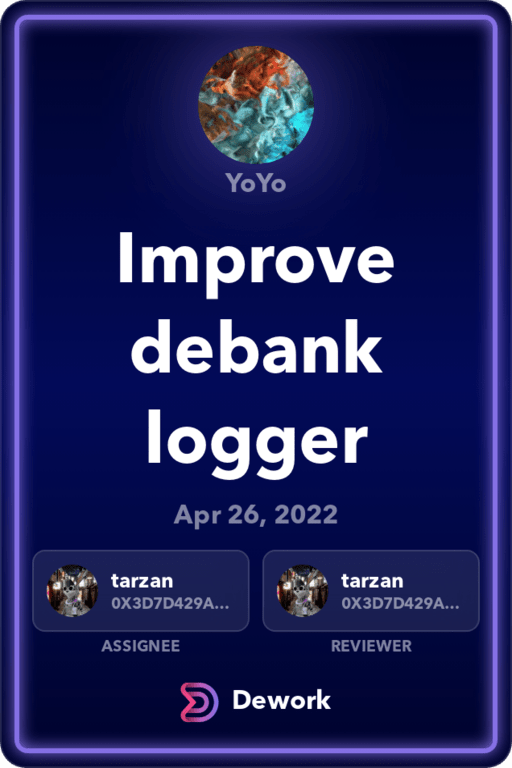 YoYo
Improve
debank
logger
Apr 26, 2022
tarzan
0X3D7D429A...
ASSIGNEE
tarzan
0X3D7D429A...
REVIEWER
Dework